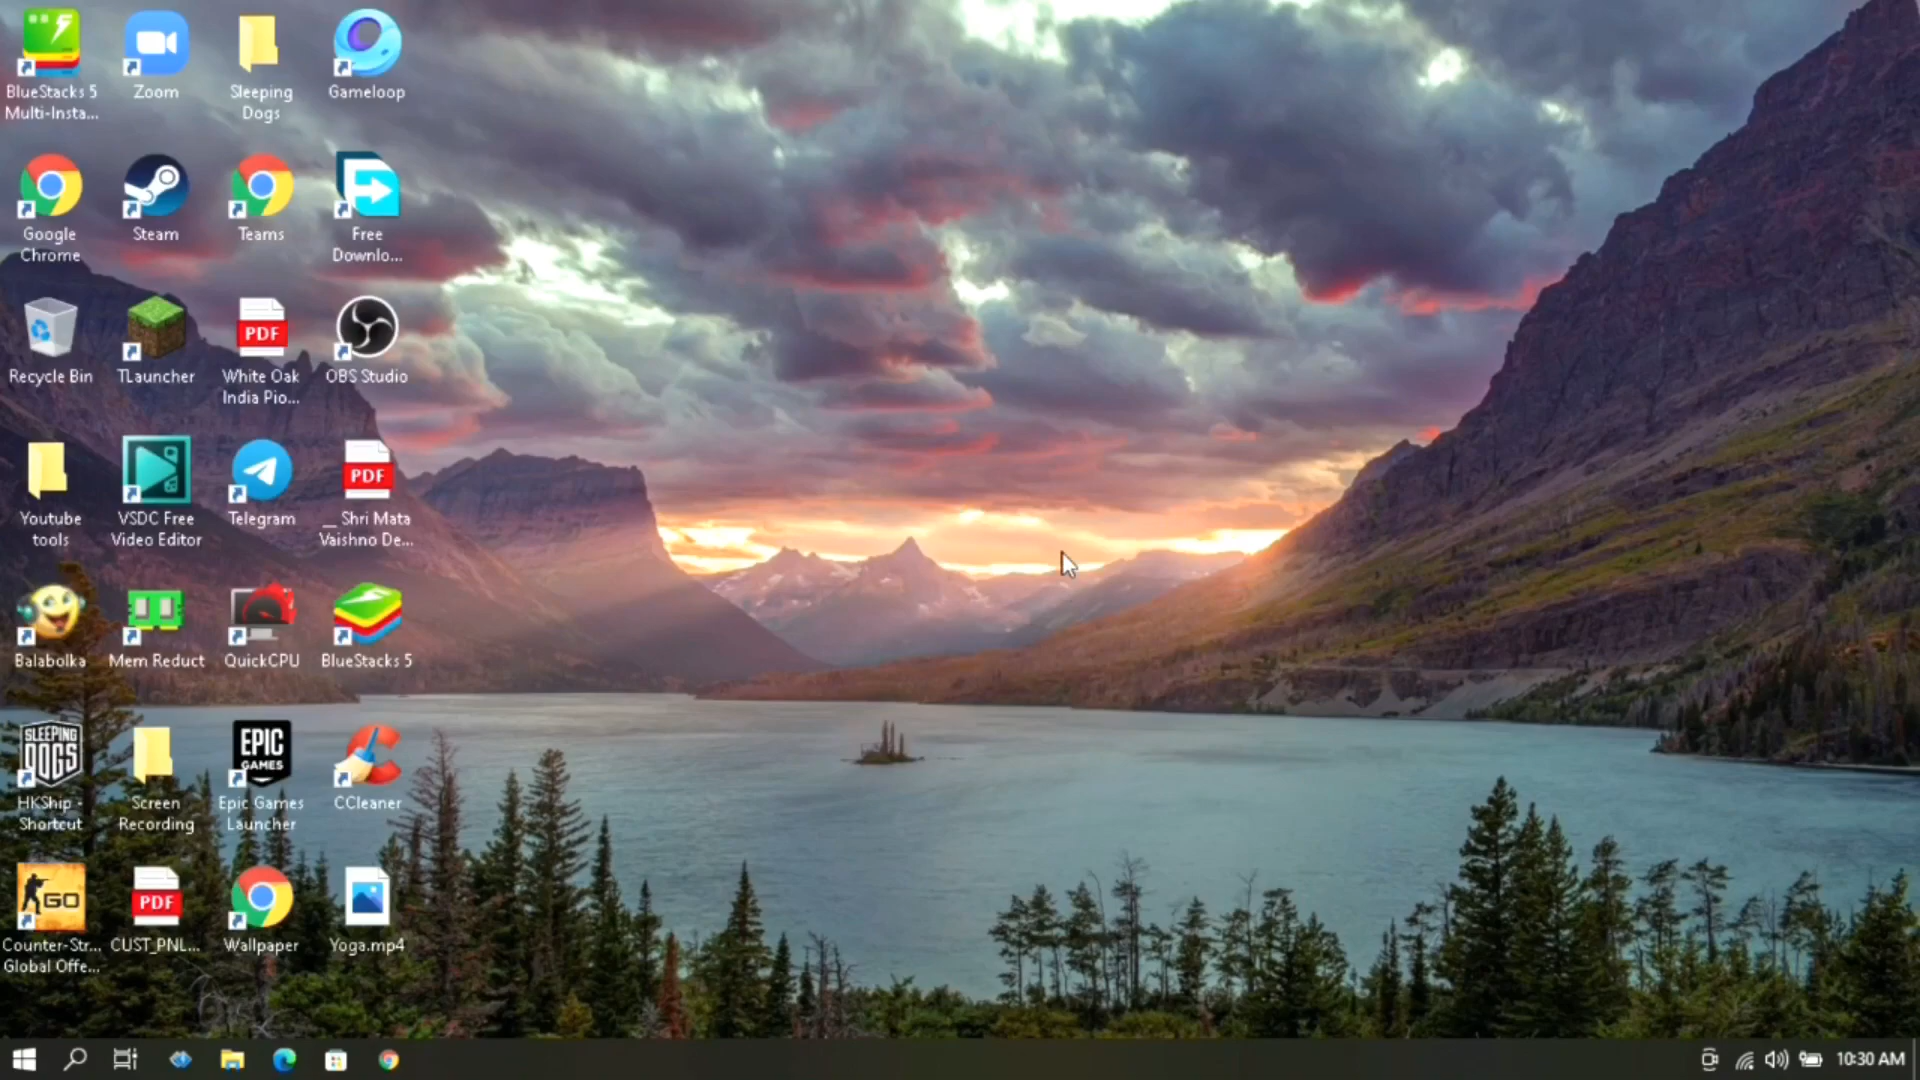 BlueStacks 5
Multi-Insta...
Zoom
Sleeping
Dogs
Gameloop
Google
Chrome
Steam
Teams
Free
Downlo...
Recycle Bin
TLauncher
PDF
White Oak
India Pio...
OBS Studio
Youtube
tools
VSDC Free
Video Editor
Telegram
PDF
__ Shri Mata
Vaishno De...
Balabolka
Mem Reduct
QuickCPU
BlueStacks 5
SLEEPING
DOGS
HKShip -
Shortcut
Screen
Recording
EPIC
GAMES
Epic Games
Launcher
CCleaner
GO
Counter-Str...
Global Offe...
PDF
CUST_PNL...
Wallpaper
Yoga.mp4
10:30 AM